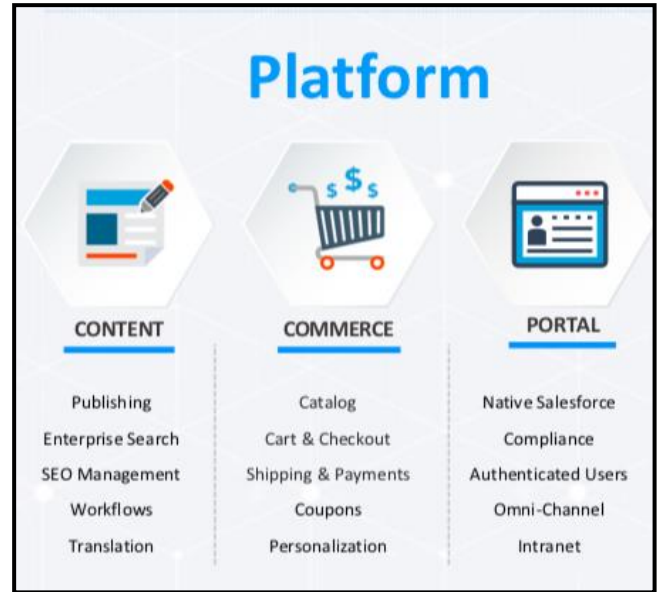 Platform
$ $ $
CONTENT
Publishing
Enterprise Search
SEO Management
Workflows
Translation
COMMERCE
Catalog
Cart & Checkout
Shipping & Payments
Coupons
Personalization
PORTAL
Native Salesforce
Compliance
Authenticated Users
Omni-Channel
Intranet